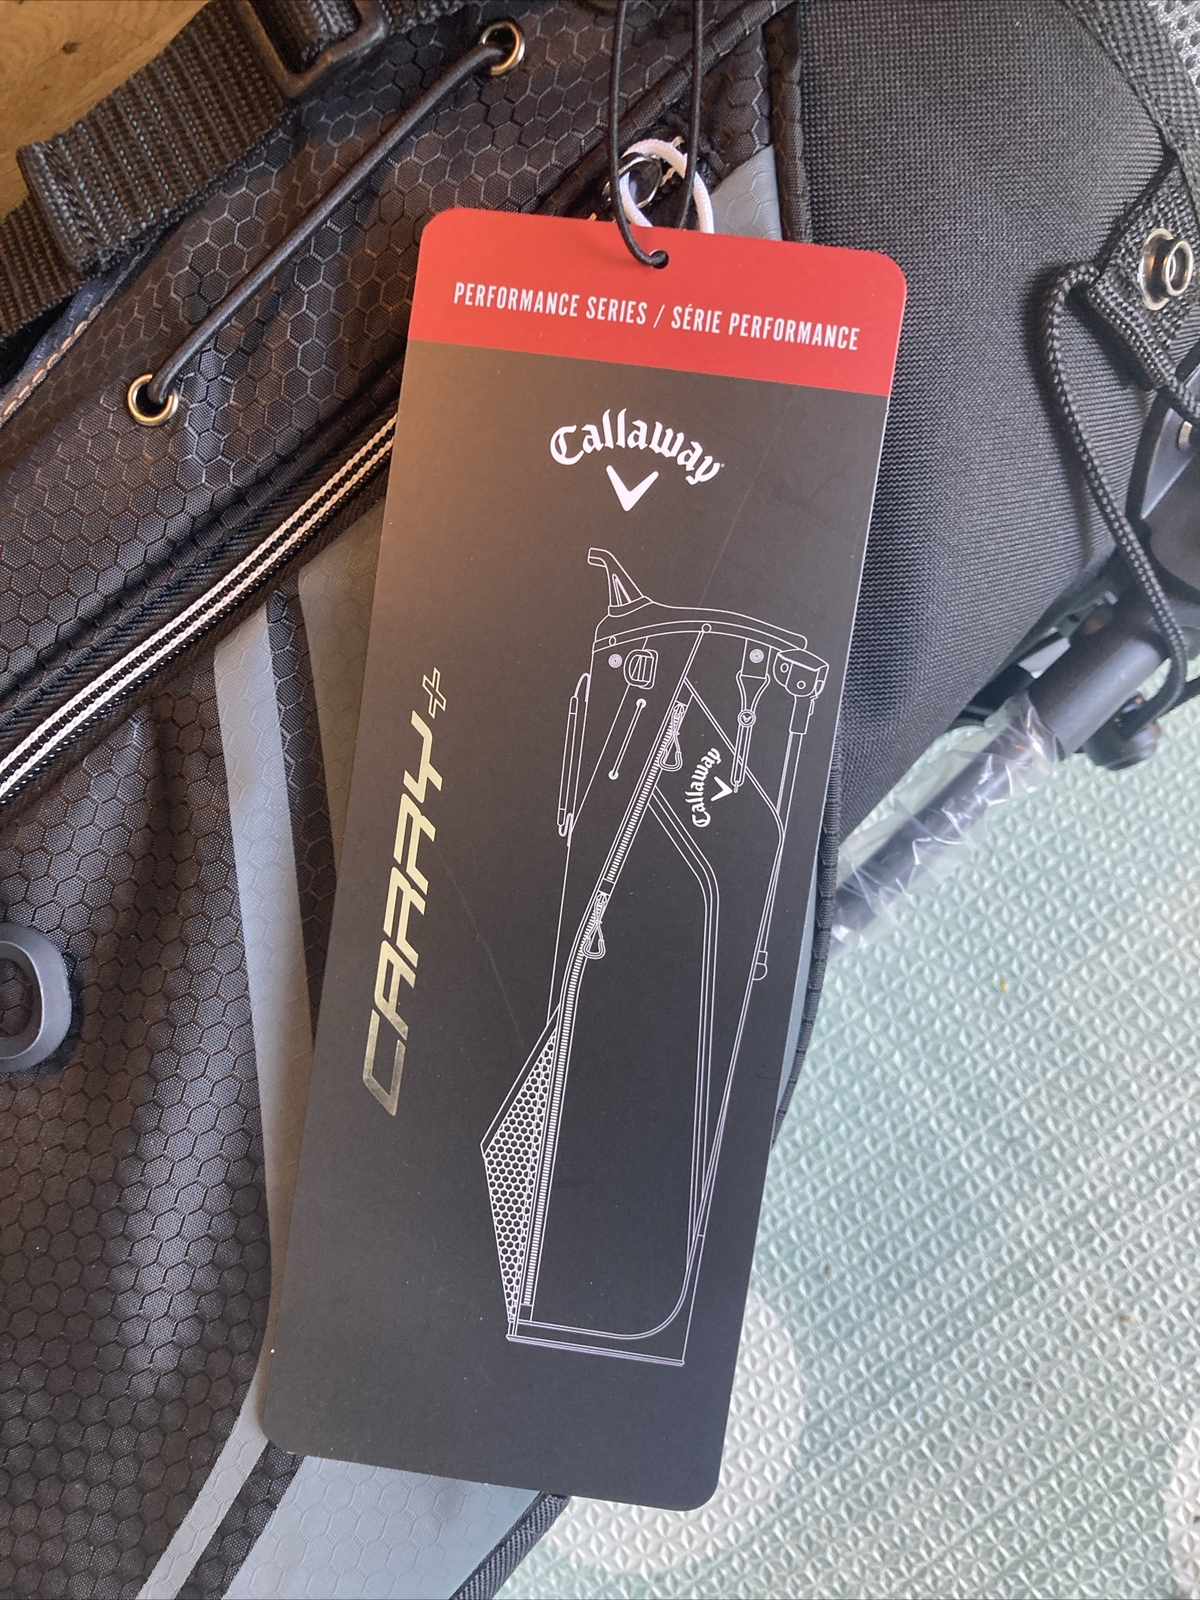 PERFORMANCE SERIES / SÉRIE PERFORMANCE
Callaway
CARRY+
Callaway